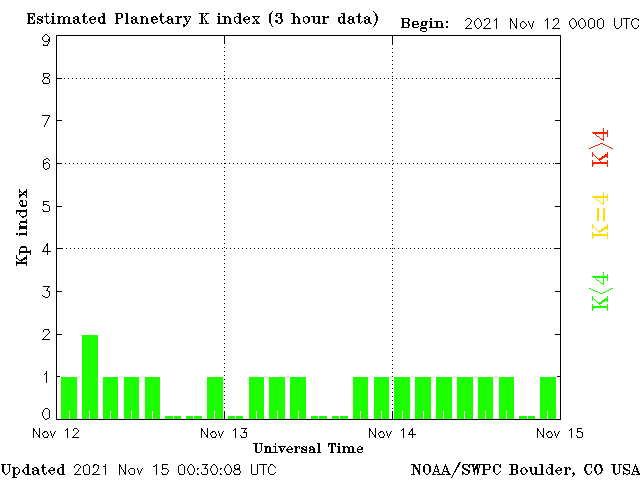 Estimated Planetary K index (3 hour data) Begin: 2021 Nov 12 0000 UTC
9
8
7
6
5
4
3
2
1
0
Kp index
K>4
K=4
K<4
Nov 12 Nov 13 Nov 14 Nov 15
Universal Time
Updated 2021 Nov 15 00:30:08 UTC NOAA/SWPC Boulder, CO USA